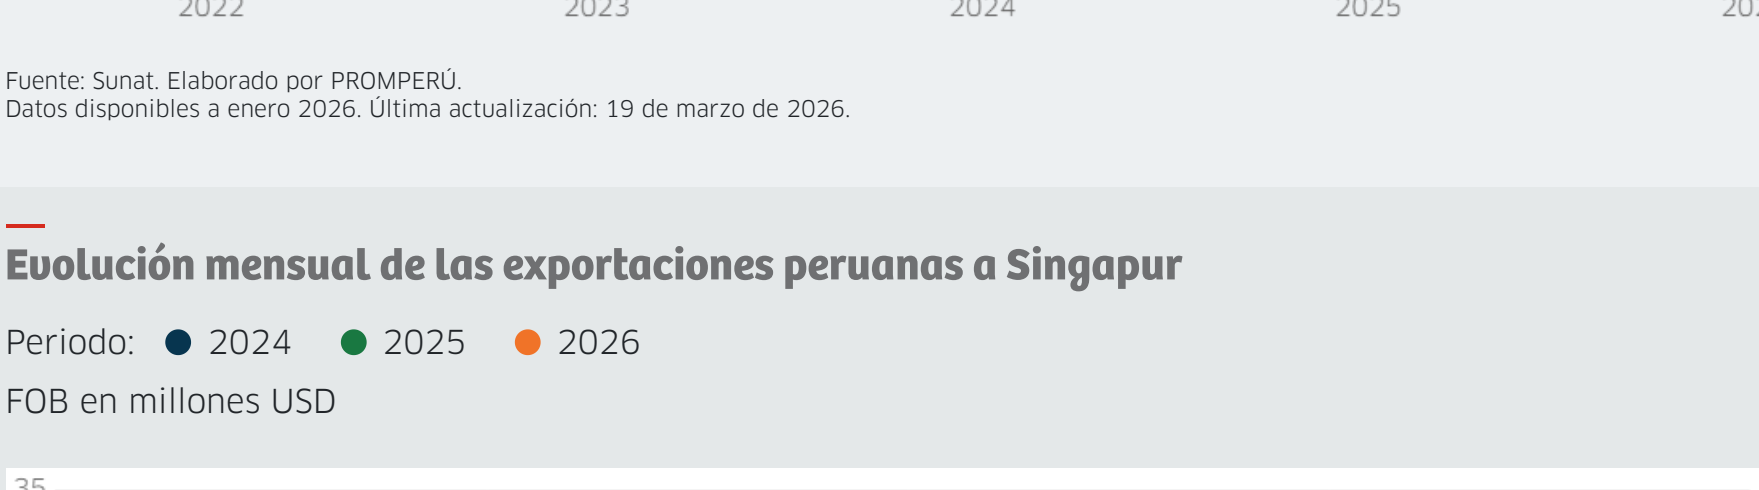 2022 2023 2024 2025
Fuente: Sunat. Elaborado por PROMPERÚ.
Datos disponibles a enero 2026. Última actualización: 19 de marzo de 2026.
Evolución mensual de las exportaciones peruanas a Singapur
Periodo: 2024 2025 2026
FOB en millones USD
35